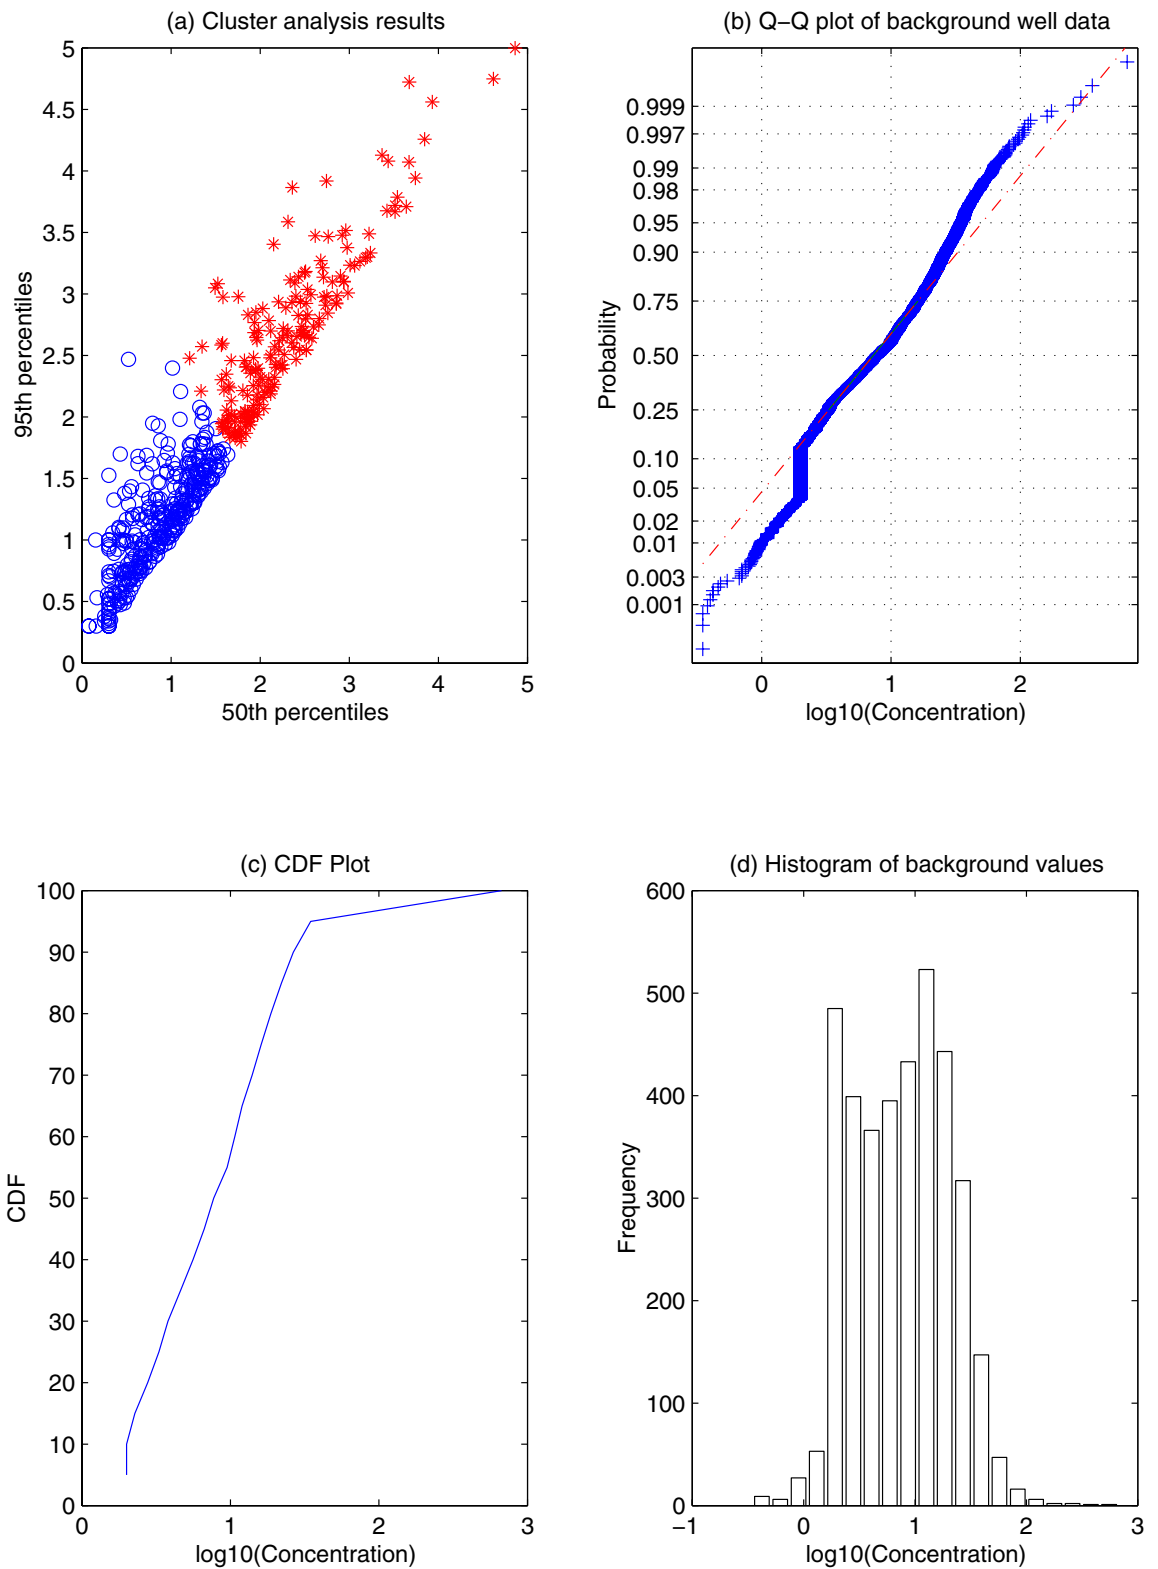 (a) Cluster analysis results
5
4.5
4
3.5
3
2.5
2
1.5
1
0.5
0
95th percentiles
0 1 2 3 4 5
50th percentiles
(b) Q−Q plot of background well data
0.999
0.997
0.99
0.98
0.95
0.90
0.75
0.50
0.25
0.10
0.05
0.02
0.01
0.003
0.001
Probability
0 1 2
log10(Concentration)
(c) CDF Plot
100
90
80
70
60
50
40
30
20
10
0
CDF
0 1 2 3
log10(Concentration)
(d) Histogram of background values
600
500
400
300
200
100
0
Frequency
−1 0 1 2 3
log10(Concentration)